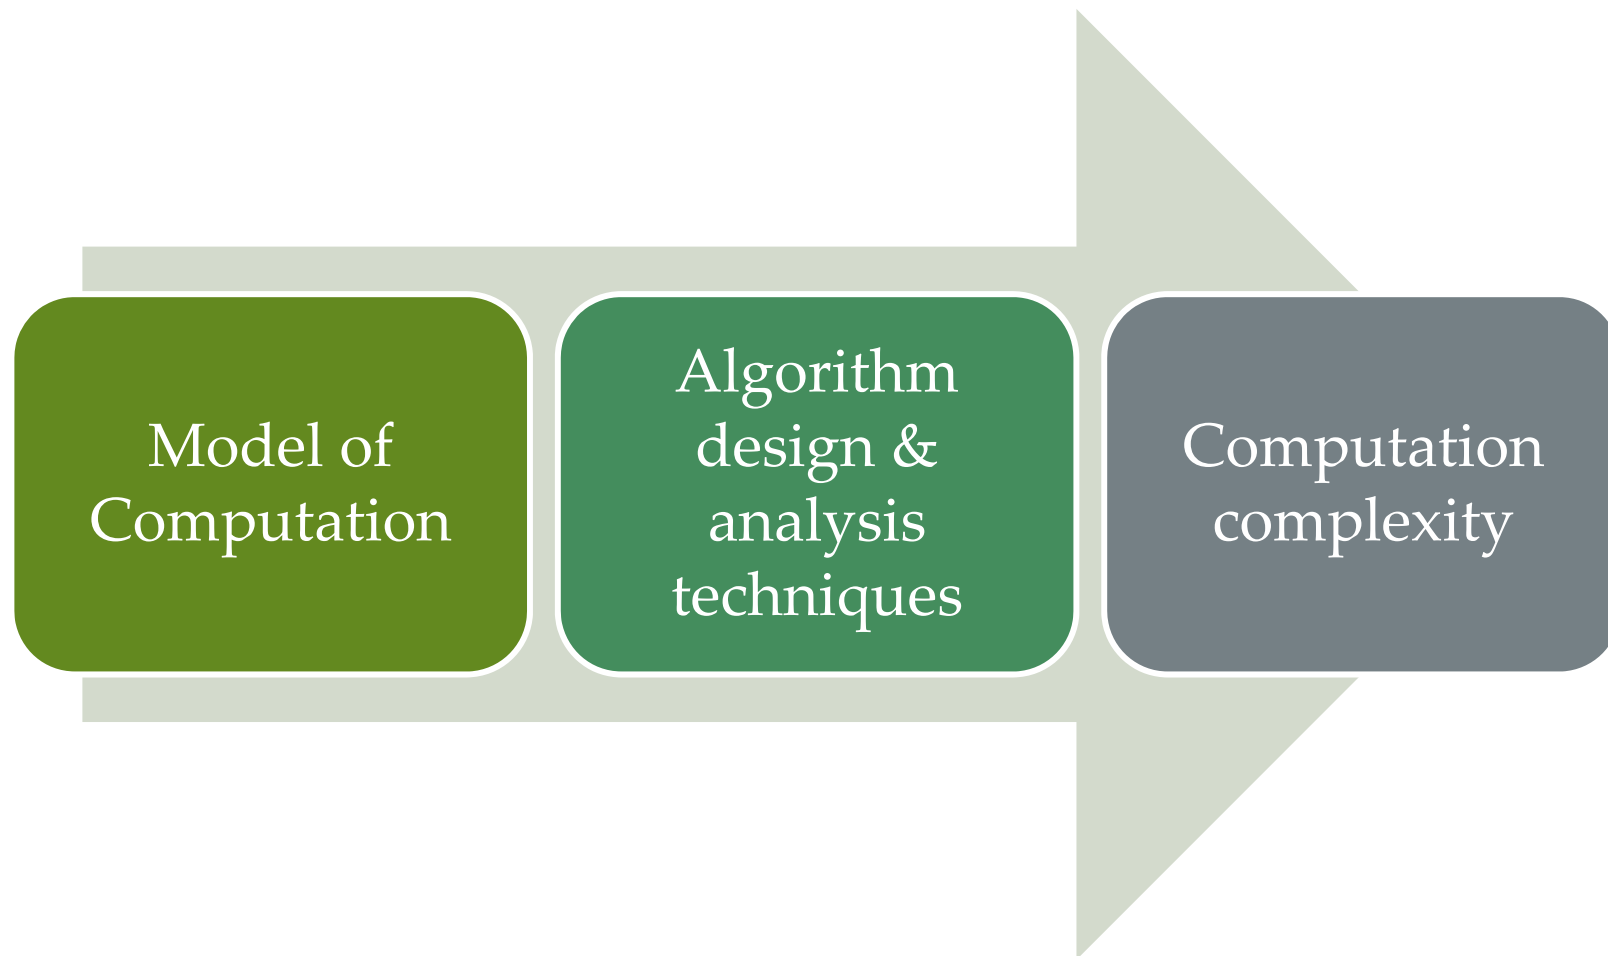 Model of
Computation
Algorithm
design &
analysis
techniques
Computation
complexity